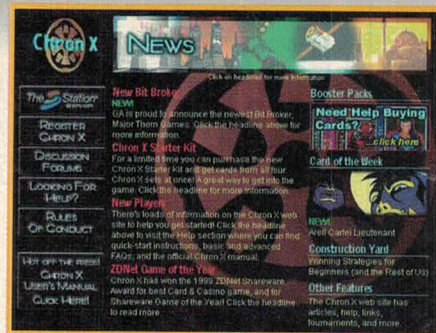 Chron X
NEWS
Click on headline for more information
The Station
REGISTER
CHRON X
DISCUSSION
FORUMS
LOOKING FOR
HELP?
RULES
OF CONDUCT
HOT OFF THE PRESS!
CHRON X
USER'S MANUAL
CLICK HERE!
New Bit Broker
NEW!
GA is proud to announce the newest Bit Broker,
Major Thorn Games. Click the headline above for
more information.
Chron X Starter Kit
For a limited time you can purchase the new
Chron X Starter Kit and get cards from all four
Chron X sets at once! A great way to get into the
game. Click the headline for more information.
New Players
There's loads of information on the Chron X web
site to help you get started! Click the headline
above to visit the Help section where you can find
quick-start instructions, basic and advanced
FAQs, and the official Chron X manual.
ZDNet Game of the Year
Chron X has won the 1999 ZDNet Shareware
Award for best Card & Casino game, and for
Shareware Game of the Year! Click the headline
to read more.
Booster Packs
Need Help Buying
Cards?
click here
Card of the Week
NEW!
Ared Cartel Lieutenant
Construction Yard
Winning Strategies for
Beginners (and the Rest of Us)
Other Features
The Chron X web site has
articles, help, links,
tournaments, and more.